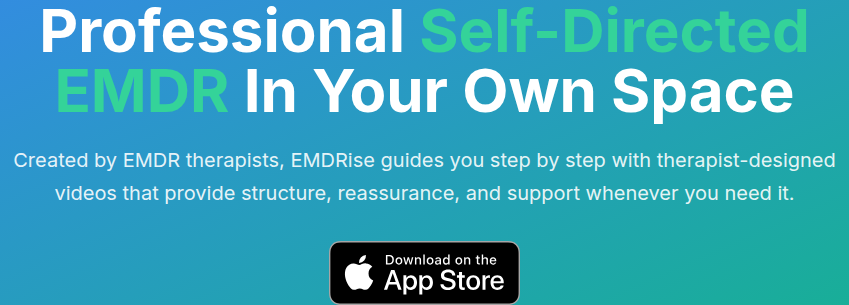 Professional Self-Directed
EMDR In Your Own Space
Created by EMDR therapists, EMDRise guides you step by step with therapist-designed
videos that provide structure, reassurance, and support whenever you need it.
Download on the
App Store